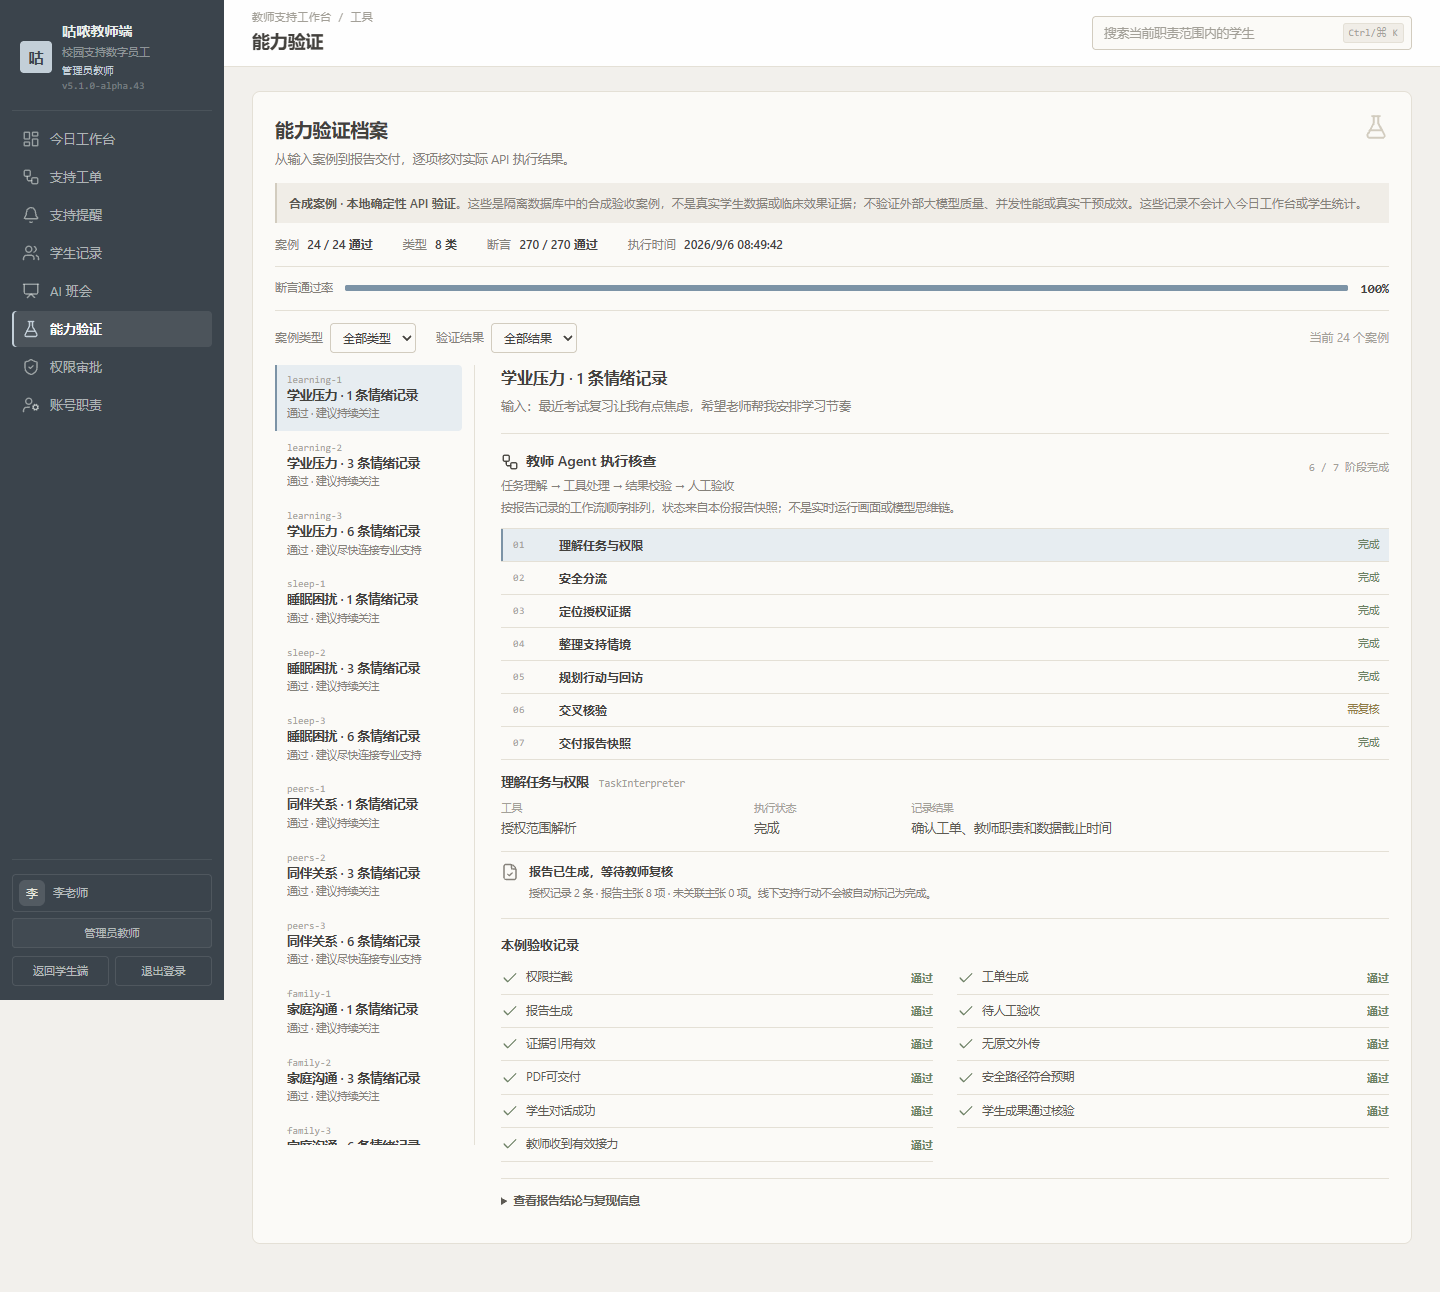 咕
咕哝教师端
校园支持数字员工
管理员教师
v5.1.0-alpha.43
今日工作台
支持工单
支持提醒
学生记录
AI 班会
能力验证
权限审批
账号职责
李
李老师
管理员教师
返回学生端
退出登录
教师支持工作台 / 工具
能力验证
搜索当前职责范围内的学生
Ctrl/⌘ K
能力验证档案
从输入案例到报告交付，逐项核对实际 API 执行结果。
合成案例 · 本地确定性 API 验证。这些是隔离数据库中的合成验收案例，不是真实学生数据或临床效果证据；不验证外部大模型质量、并发性能或真实干预成效。这些记录不会计入今日工作台或学生统计。
案例 24 / 24 通过 类型 8 类 断言 270 / 270 通过 执行时间 2026/9/6 08:49:42
断言通过率 100%
案例类型 全部类型 验证结果 全部结果 当前 24 个案例
learning-1
学业压力 · 1 条情绪记录
通过 · 建议持续关注
learning-2
学业压力 · 3 条情绪记录
通过 · 建议持续关注
learning-3
学业压力 · 6 条情绪记录
通过 · 建议尽快连接专业支持
sleep-1
睡眠困扰 · 1 条情绪记录
通过 · 建议持续关注
sleep-2
睡眠困扰 · 3 条情绪记录
通过 · 建议持续关注
sleep-3
睡眠困扰 · 6 条情绪记录
通过 · 建议尽快连接专业支持
peers-1
同伴关系 · 1 条情绪记录
通过 · 建议持续关注
peers-2
同伴关系 · 3 条情绪记录
通过 · 建议持续关注
peers-3
同伴关系 · 6 条情绪记录
通过 · 建议尽快连接专业支持
family-1
家庭沟通 · 1 条情绪记录
通过 · 建议持续关注
family-2
家庭沟通 · 3 条情绪记录
通过 · 建议持续关注
family-3
家庭沟通 · 6 条情绪记录
学业压力 · 1 条情绪记录
输入：最近考试复习让我有点焦虑，希望老师帮我安排学习节奏
教师 Agent 执行核查
6 / 7 阶段完成
任务理解 → 工具处理 → 结果校验 → 人工验收
按报告记录的工作流顺序排列，状态来自本份报告快照；不是实时运行画面或模型思维链。
01 理解任务与权限 完成
02 安全分流 完成
03 定位授权证据 完成
04 整理支持情境 完成
05 规划行动与回访 完成
06 交叉核验 需复核
07 交付报告快照 完成
理解任务与权限 TaskInterpreter
工具 执行状态 记录结果
授权范围解析 完成 确认工单、教师职责和数据截止时间
报告已生成，等待教师复核
授权记录 2 条 · 报告主张 8 项 · 未关联主张 0 项。线下支持行动不会被自动标记为完成。
本例验收记录
权限拦截 通过 工单生成 通过
报告生成 通过 待人工验收 通过
证据引用有效 通过 无原文外传 通过
PDF可交付 通过 安全路径符合预期 通过
学生对话成功 通过 学生成果通过核验 通过
教师收到有效接力 通过
查看报告结论与复现信息